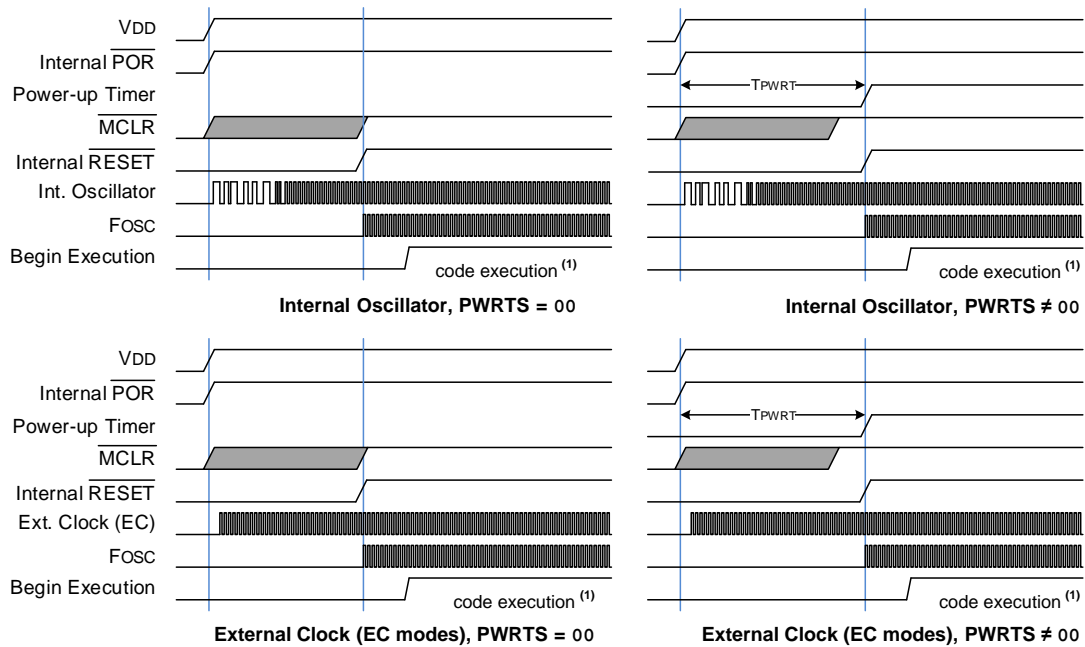 VDD
Internal POR
Power-up Timer
MCLR
Internal RESET
Int. Oscillator
FOSC
Begin Execution
code execution (1)
Internal Oscillator, PWRTS = 00
TPWRT
code execution (1)
Internal Oscillator, PWRTS ≠ 00
VDD
Internal POR
Power-up Timer
MCLR
Internal RESET
Ext. Clock (EC)
FOSC
Begin Execution
code execution (1)
External Clock (EC modes), PWRTS = 00
TPWRT
code execution (1)
External Clock (EC modes), PWRTS ≠ 00